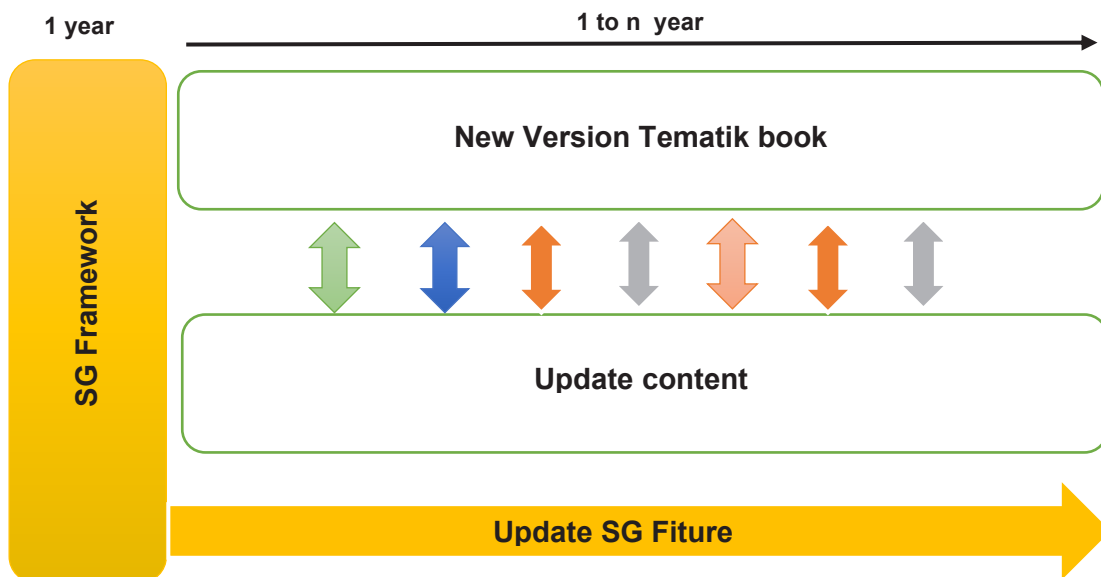 1 year
1 to n year
SG Framework
New Version Tematik book
Update content
Update SG Fiture